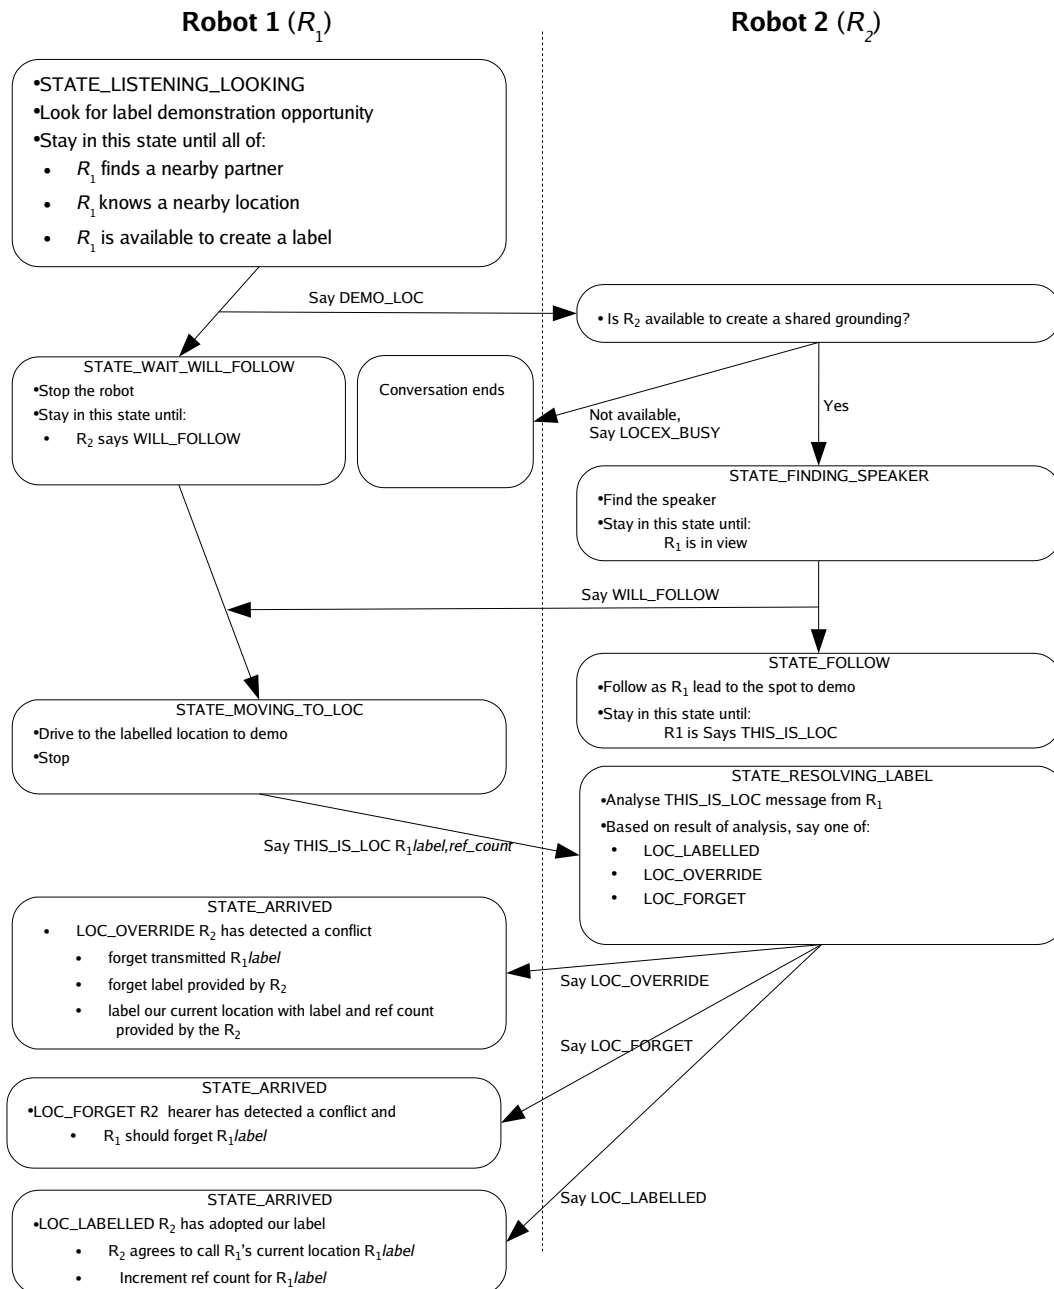 Robot 1 (R1)
Robot 2 (R2)
•STATE_LISTENING_LOOKING
•Look for label demonstration opportunity
•Stay in this state until all of:
• R1 finds a nearby partner
• R1 knows a nearby location
• R1 is available to create a label
Say DEMO_LOC
• Is R2 available to create a shared grounding?
STATE_WAIT_WILL_FOLLOW
•Stop the robot
•Stay in this state until:
• R2 says WILL_FOLLOW
Conversation ends
Not available,
Say LOCEX_BUSY
Yes
STATE_FINDING_SPEAKER
•Find the speaker
•Stay in this state until:
R1 is in view
Say WILL_FOLLOW
STATE_FOLLOW
•Follow as R1 lead to the spot to demo
•Stay in this state until:
R1 is Says THIS_IS_LOC
STATE_MOVING_TO_LOC
•Drive to the labelled location to demo
•Stop
STATE_RESOLVING_LABEL
•Analyse THIS_IS_LOC message from R1
•Based on result of analysis, say one of:
• LOC_LABELLED
• LOC_OVERRIDE
• LOC_FORGET
Say THIS_IS_LOC R1label,ref_count
STATE_ARRIVED
• LOC_OVERRIDE R2 has detected a conflict
• forget transmitted R1label
• forget label provided by R2
• label our current location with label and ref count
provided by the R2
Say LOC_OVERRIDE
Say LOC_FORGET
STATE_ARRIVED
•LOC_FORGET R2 hearer has detected a conflict and
• R1 should forget R1label
Say LOC_LABELLED
STATE_ARRIVED
•LOC_LABELLED R2 has adopted our label
• R2 agrees to call R1's current location R1label
• Increment ref count for R1label